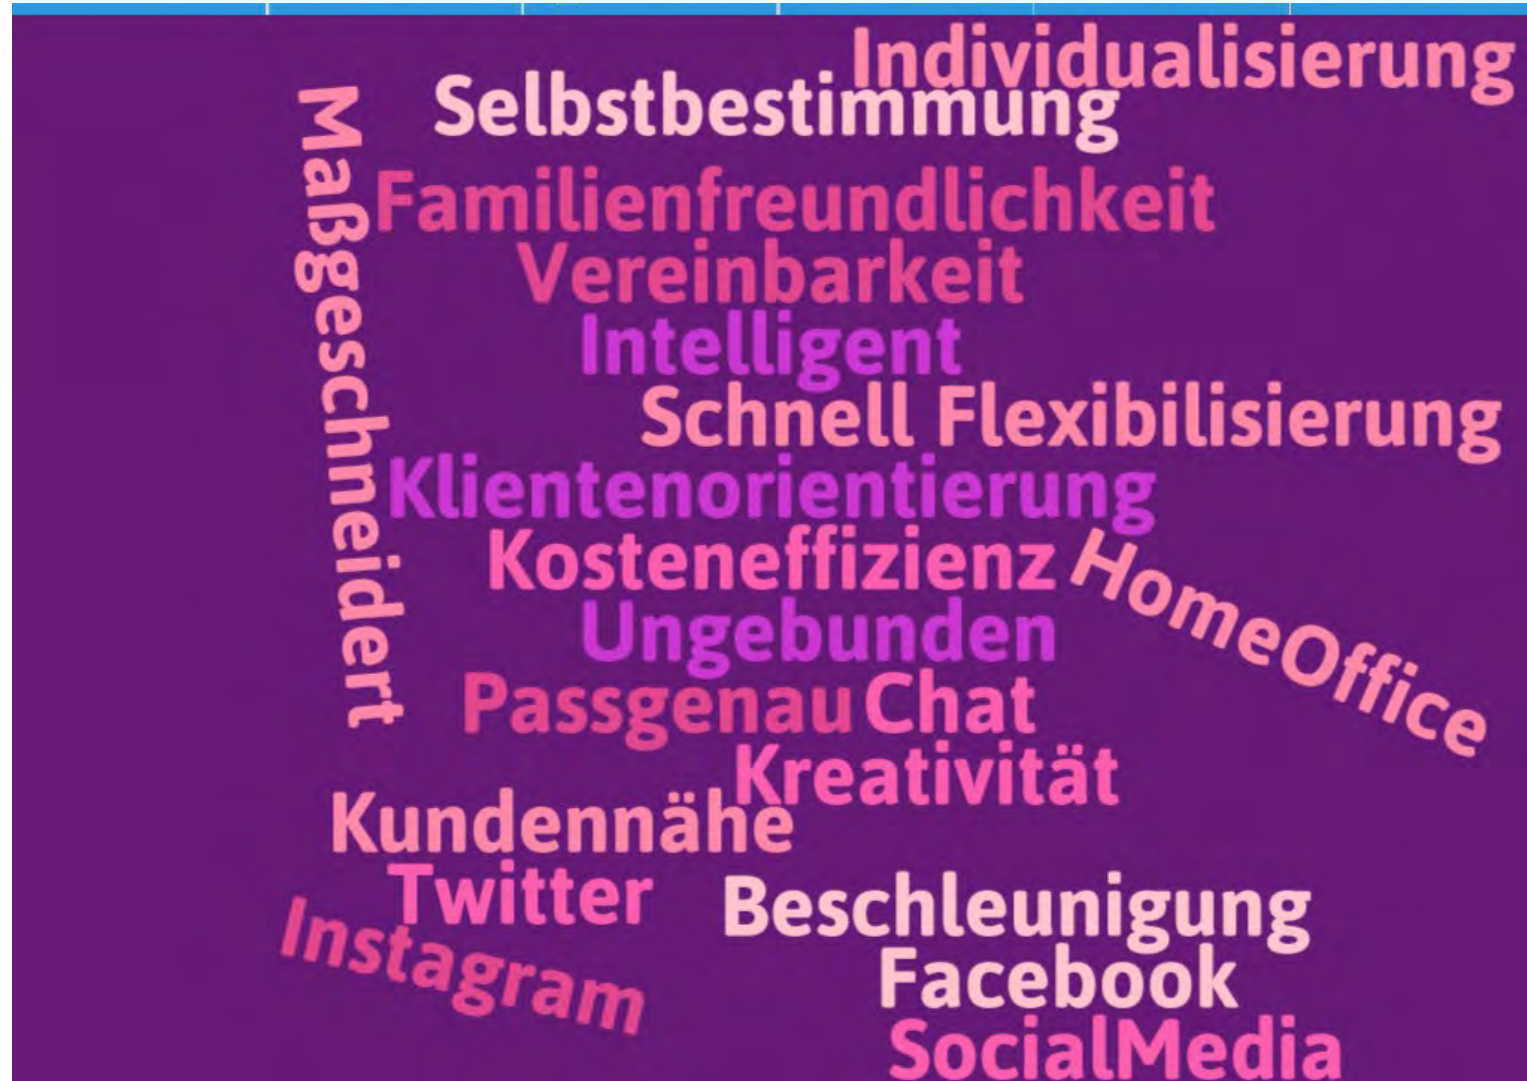 Individualisierung
Selbstbestimmung
Maßgeschneidert
Familienfreundlichkeit
Vereinbarkeit
Intelligent
Schnell Flexibilisierung
Klientenorientierung
Kosteneffizienz
HomeOffice
Ungebunden
Passgenau Chat
Kreativität
Kundennähe
Twitter
Beschleunigung
Instagram
Facebook
SocialMedia